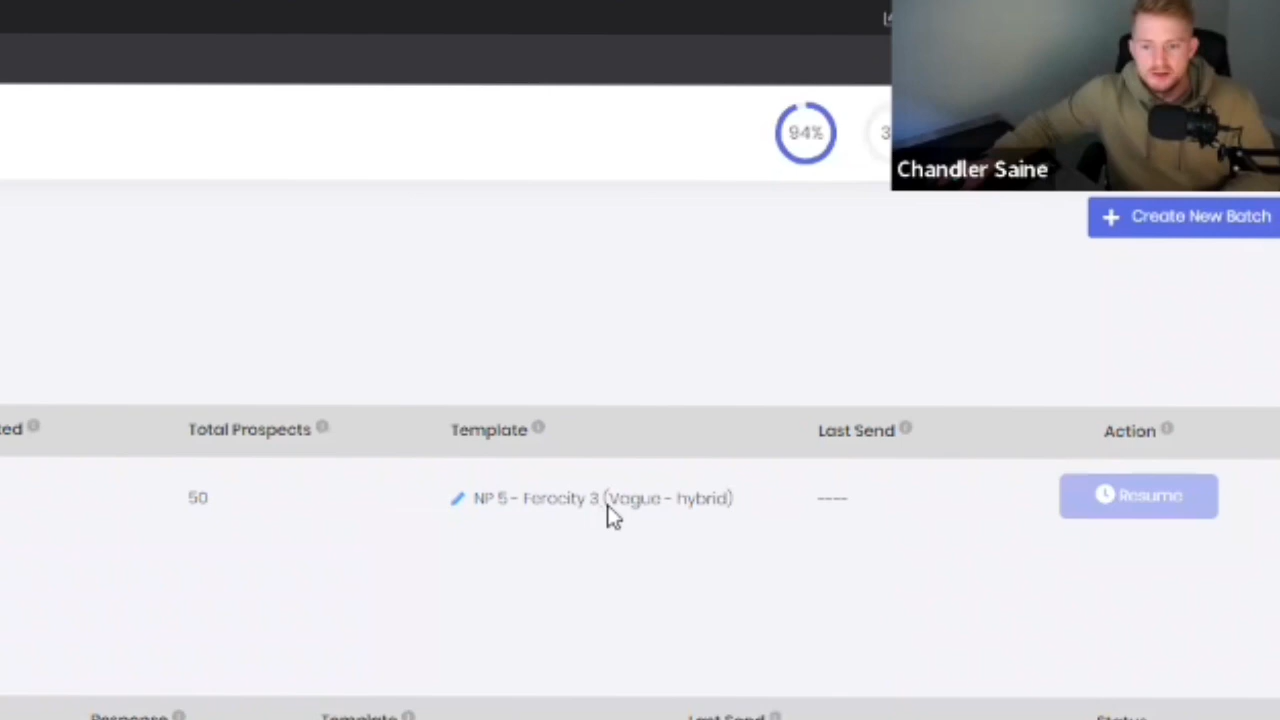 94%
3
Chandler Saine
Create New Batch
Total Prospects
Template
Last Send
Action
50
NP 5 - Ferocity 3 (Vague - hybrid)
----
Resume
Response
Template
Last Send
Status